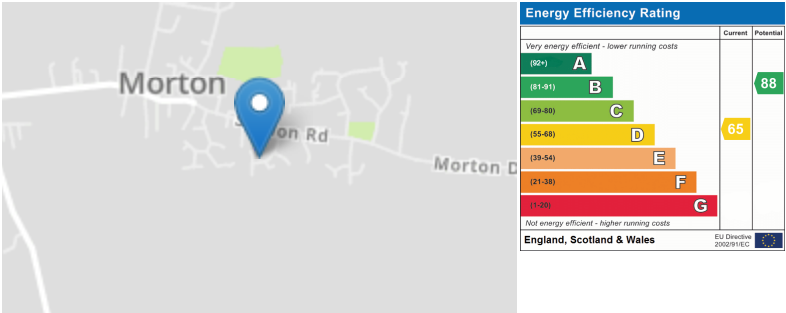 Morton
Rd
Morton
Energy Efficiency Rating
Current
Potential
Very energy efficient - lower running costs
(92+) A
(81-91) B
88
(69-80) C
(55-68) D
65
(39-54) E
(21-38) F
(1-20) G
Not energy efficient - higher running costs
England, Scotland & Wales
EU Directive
2002/91/EC